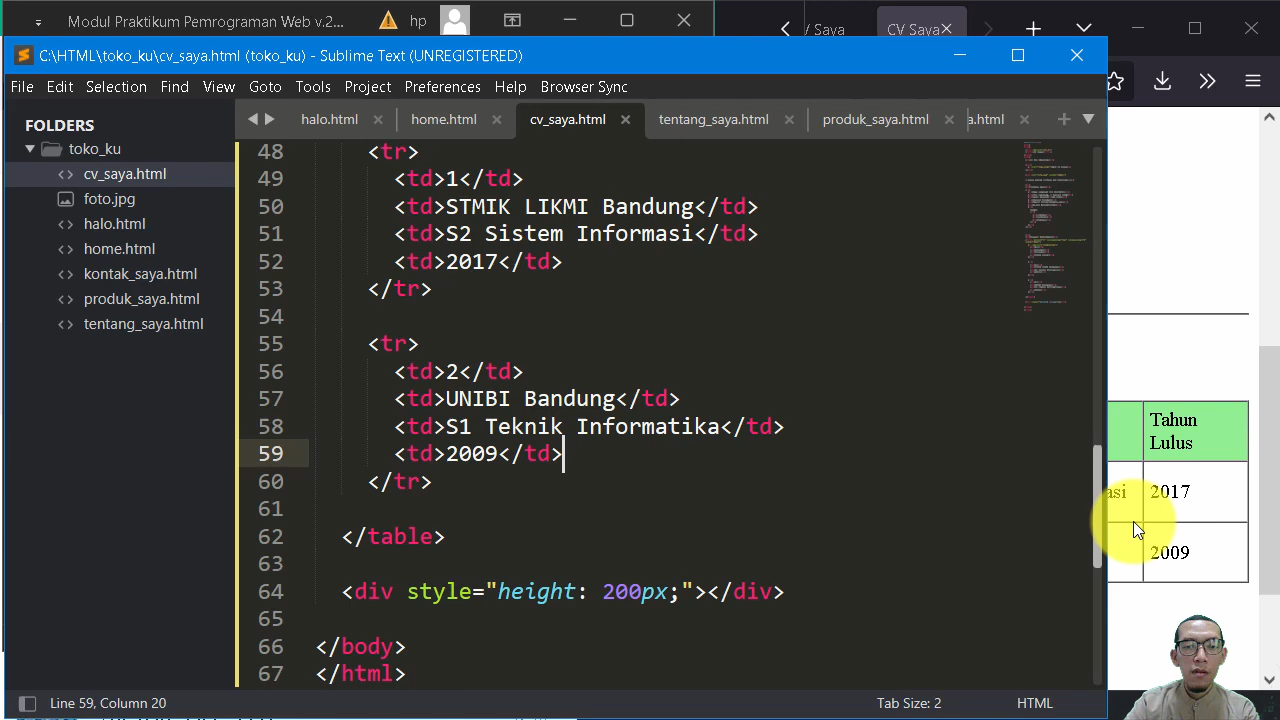 Modul Praktikum Pemrograman Web v.2...
hp
/ Saya
CV Saya
C:\HTML\toko_ku\cv_saya.html (toko_ku) - Sublime Text (UNREGISTERED)
File Edit Selection Find View Goto Tools Project Preferences Help Browser Sync
FOLDERS
toko_ku
cv_saya.html
foto.jpg
halo.html
home.html
kontak_saya.html
produk_saya.html
tentang_saya.html
halo.html home.html cv_saya.html tentang_saya.html produk_saya.html a.html
48 <tr>
49 <td>1</td>
50 <td>STMIK LIKMI Bandung</td>
51 <td>S2 Sistem Informasi</td>
52 <td>2017</td>
53 </tr>
54
55 <tr>
56 <td>2</td>
57 <td>UNIBI Bandung</td>
58 <td>S1 Teknik Informatika</td>
59 <td>2009</td>
60 </tr>
61
62 </table>
63
64 <div style="height: 200px;"></div>
65
66 </body>
67 </html>
Tahun
Lulus
asi 2017
2009
Line 59, Column 20
Tab Size: 2
HTML